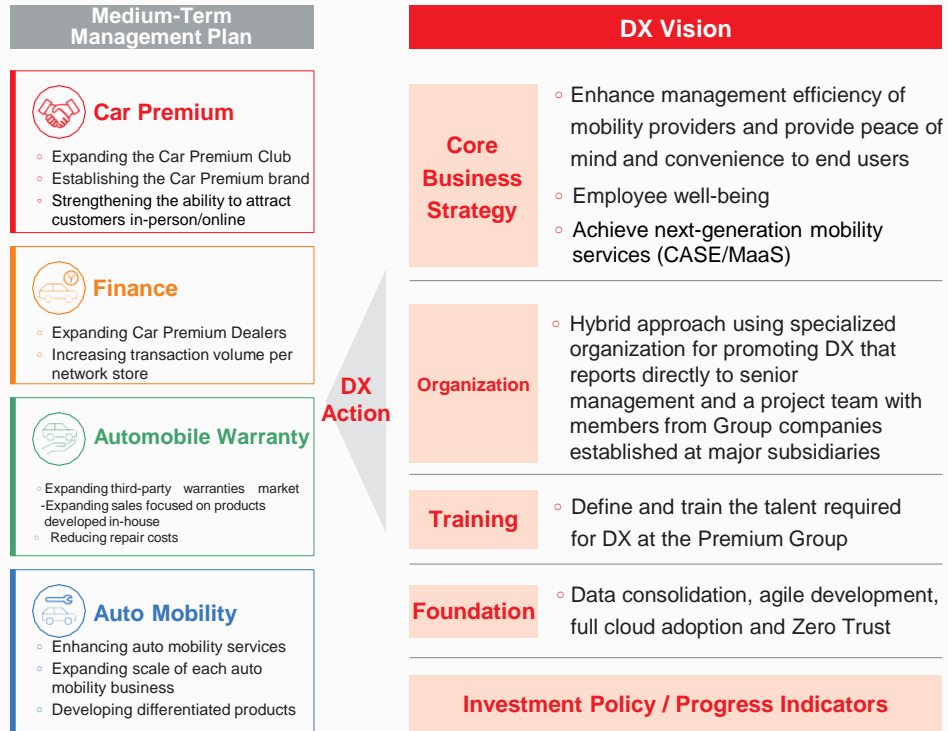 Medium-Term
Management Plan
Car Premium
◦ Expanding the Car Premium Club
◦ Establishing the Car Premium brand
◦ Strengthening the ability to attract
customers in-person/online
Finance
◦ Expanding Car Premium Dealers
◦ Increasing transaction volume per
network store
Automobile Warranty
◦ Expanding third-party warranties market
-Expanding sales focused on products
developed in-house
◦ Reducing repair costs
Auto Mobility
◦ Enhancing auto mobility services
◦ Expanding scale of each auto
mobility business
◦ Developing differentiated products
DX
Action
DX Vision
Core
Business
Strategy
◦ Enhance management efficiency of
mobility providers and provide peace of
mind and convenience to end users
◦ Employee well-being
◦ Achieve next-generation mobility
services (CASE/MaaS)
Organization
◦ Hybrid approach using specialized
organization for promoting DX that
reports directly to senior
management and a project team with
members from Group companies
established at major subsidiaries
Training
◦ Define and train the talent required
for DX at the Premium Group
Foundation
◦ Data consolidation, agile development,
full cloud adoption and Zero Trust
Investment Policy / Progress Indicators